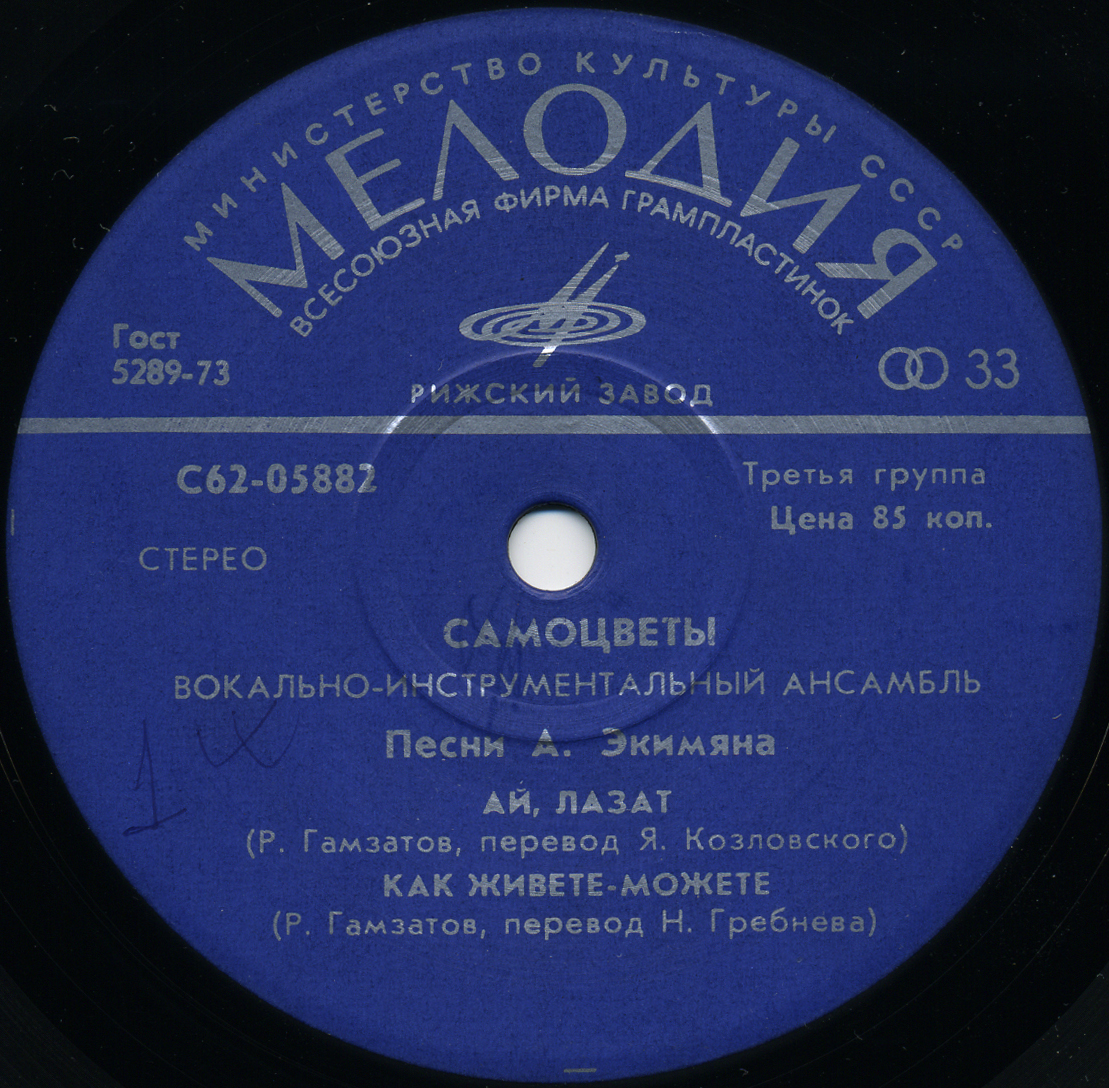 МИНИСТЕРСТВО КУЛЬТУРЫ СССР
МЕЛОДИЯ
ВСЕСОЮЗНАЯ ФИРМА ГРАМПЛАСТИНОК
Гост
5289-73
33
РИЖСКИЙ ЗАВОД
С62-05882
Третья группа
Цена 85 коп.
СТЕРЕО
САМОЦВЕТЫ
ВОКАЛЬНО-ИНСТРУМЕНТАЛЬНЫЙ АНСАМБЛЬ
Песни А. Экимяна
АЙ, ЛАЗАТ
(Р. Гамзатов, перевод Я. Козловского)
КАК ЖИВЕТЕ-МОЖЕТЕ
(Р. Гамзатов, перевод Н. Гребнева)